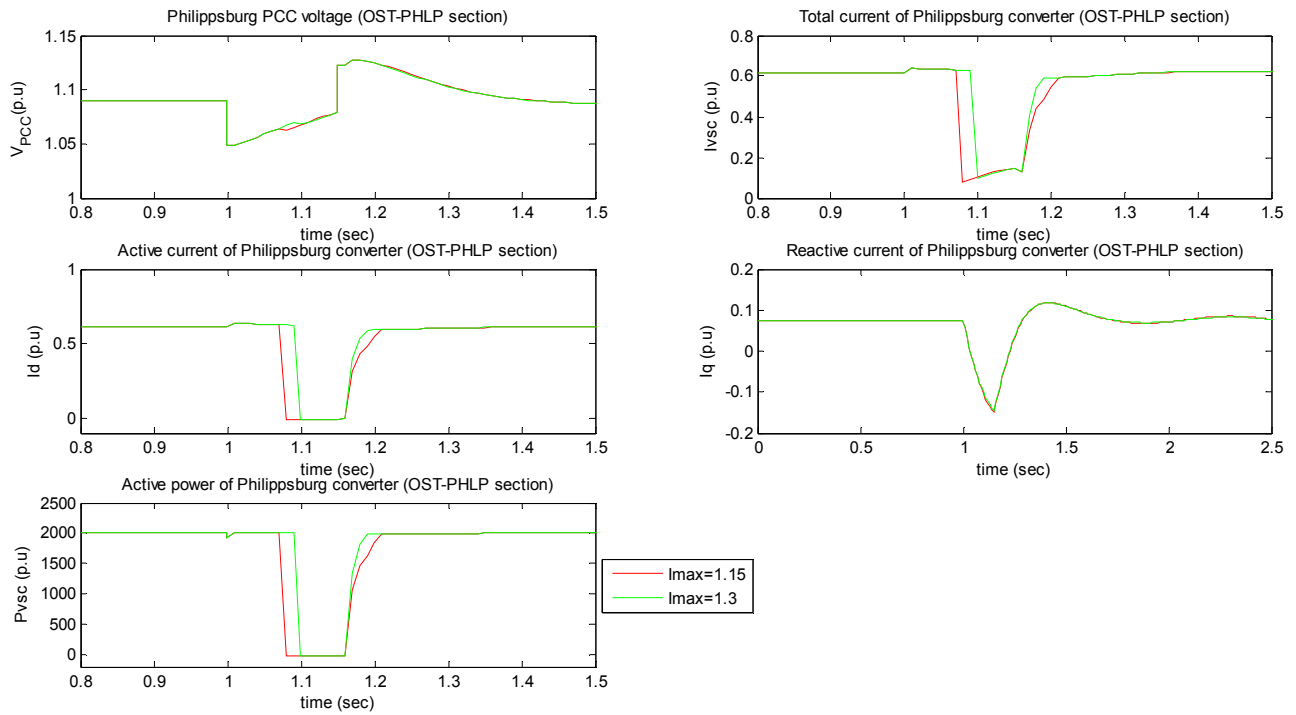 Philippsburg PCC voltage (OST-PHLP section)
1.15
1.1
1.05
1
V_PCC(p.u)
0.8 0.9 1 1.1 1.2 1.3 1.4 1.5
time (sec)
Total current of Philippsburg converter (OST-PHLP section)
0.8
0.6
0.4
0.2
0
Ivsc (p.u)
0.8 0.9 1 1.1 1.2 1.3 1.4 1.5
time (sec)
Active current of Philippsburg converter (OST-PHLP section)
1
0.5
0
Id (p.u)
0.8 0.9 1 1.1 1.2 1.3 1.4 1.5
time (sec)
Reactive current of Philippsburg converter (OST-PHLP section)
0.2
0.1
0
-0.1
-0.2
Iq (p.u)
0 0.5 1 1.5 2 2.5
time (sec)
Active power of Philippsburg converter (OST-PHLP section)
2500
2000
1500
1000
500
0
Pvsc (p.u)
0.8 0.9 1 1.1 1.2 1.3 1.4 1.5
time (sec)
Imax=1.15
Imax=1.3